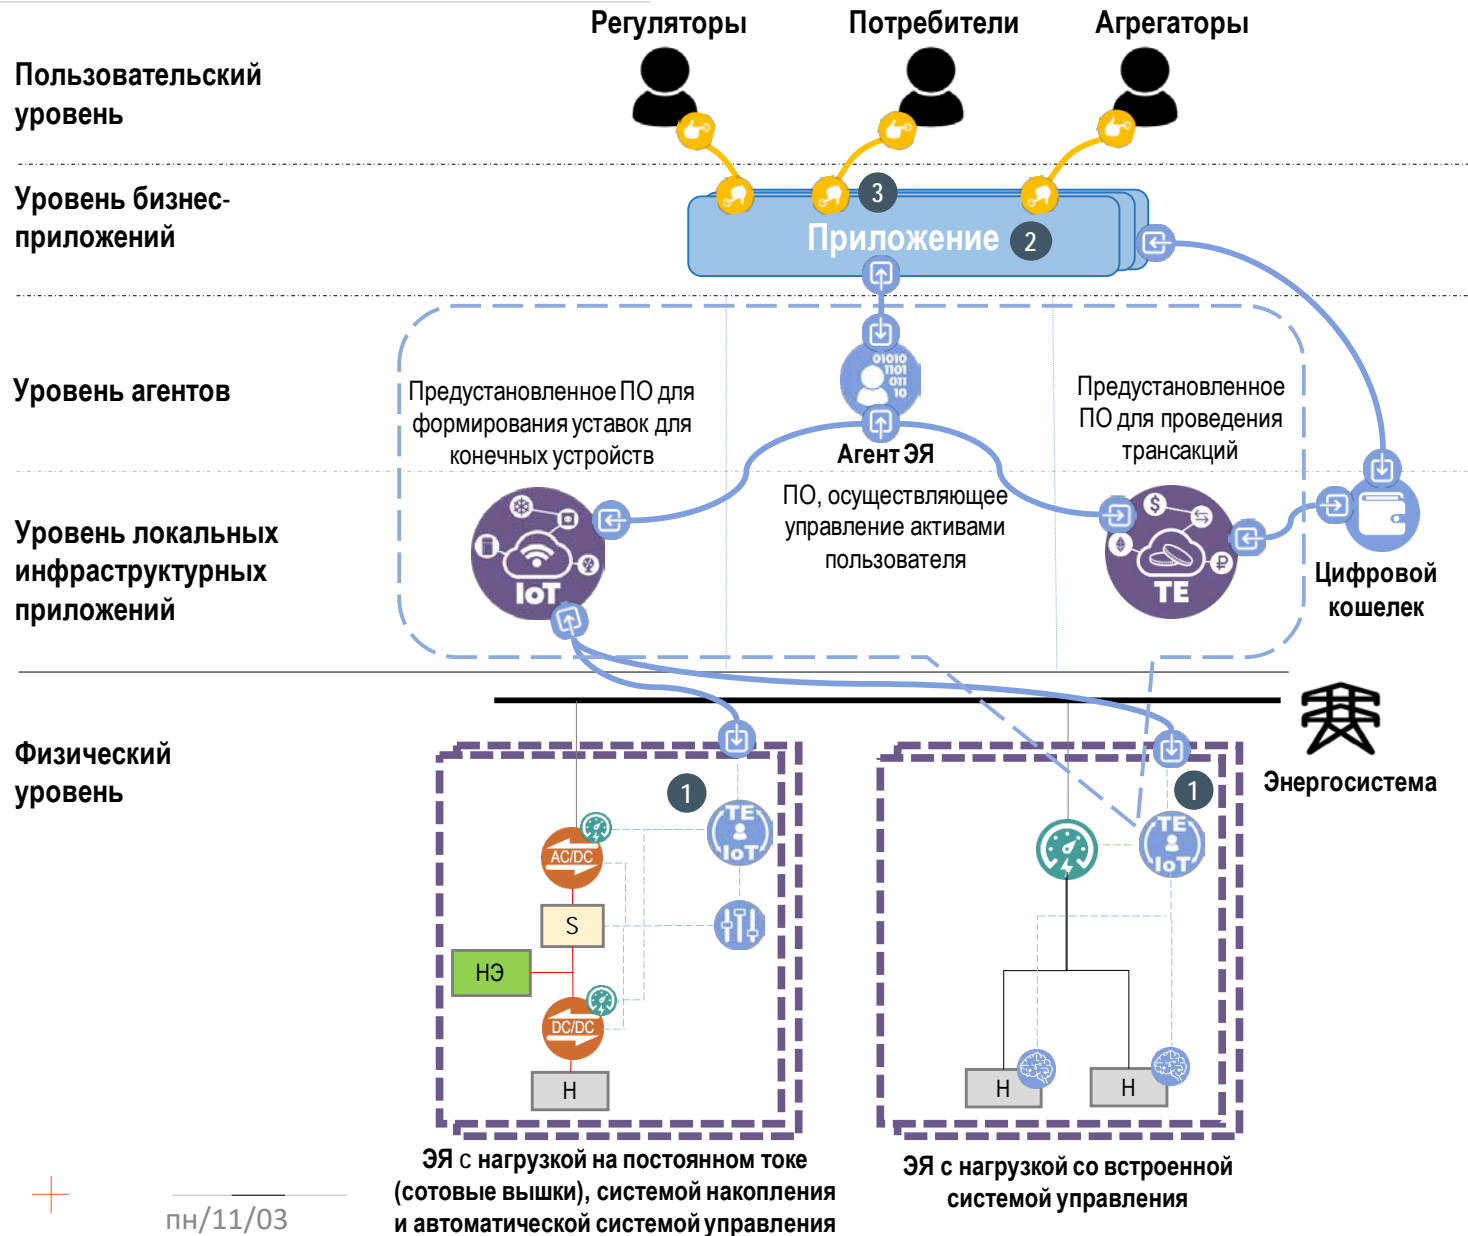 Регуляторы
Потребители
Агрегаторы
Пользовательский
уровень
Уровень бизнес-
приложений
3
Приложение 2
Уровень агентов
Предустановленное ПО для
формирования уставок для
конечных устройств
01010
1101
011
10
Агент ЭЯ
ПО, осуществляющее
управление активами
пользователя
Предустановленное
ПО для проведения
трансакций
Уровень локальных
инфраструктурных
приложений
IoT
$
₽
TE
Цифровой
кошелек
Физический
уровень
Энергосистема
1
TE
IoT
AC/DC
S
НЭ
DC/DC
Н
1
TE
IoT
Н
Н
ЭЯ с нагрузкой на постоянном токе
(сотовые вышки), системой накопления
и автоматической системой управления
ЭЯ с нагрузкой со встроенной
системой управления
пн/11/03